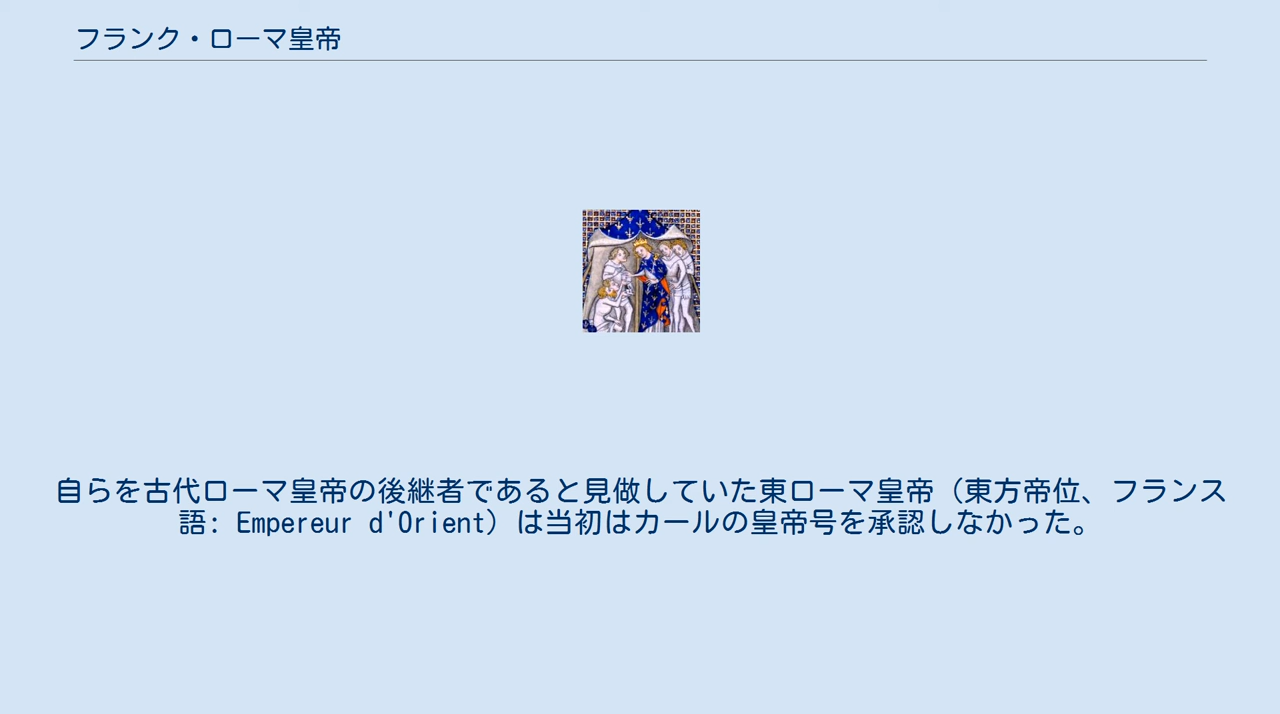 フランク・ローマ皇帝
自らを古代ローマ皇帝の後継者であると見做していた東ローマ皇帝（東方帝位、フランス
語: Empereur d'Orient）は当初はカールの皇帝号を承認しなかった。